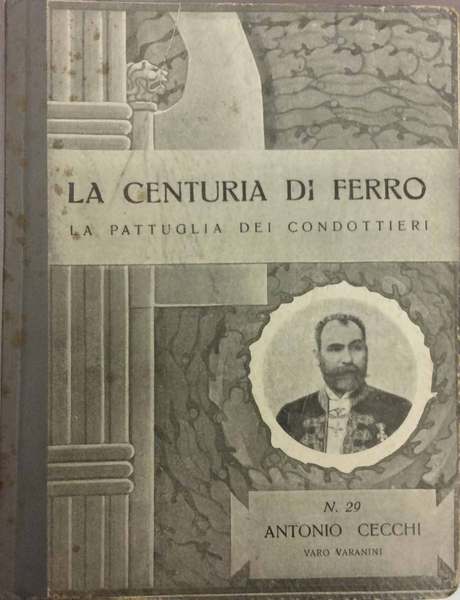 LA CENTURIA DI FERRO
LA PATTUGLIA DEI CONDOTTIERI
N. 29
ANTONIO CECCHI
VARO VARANINI